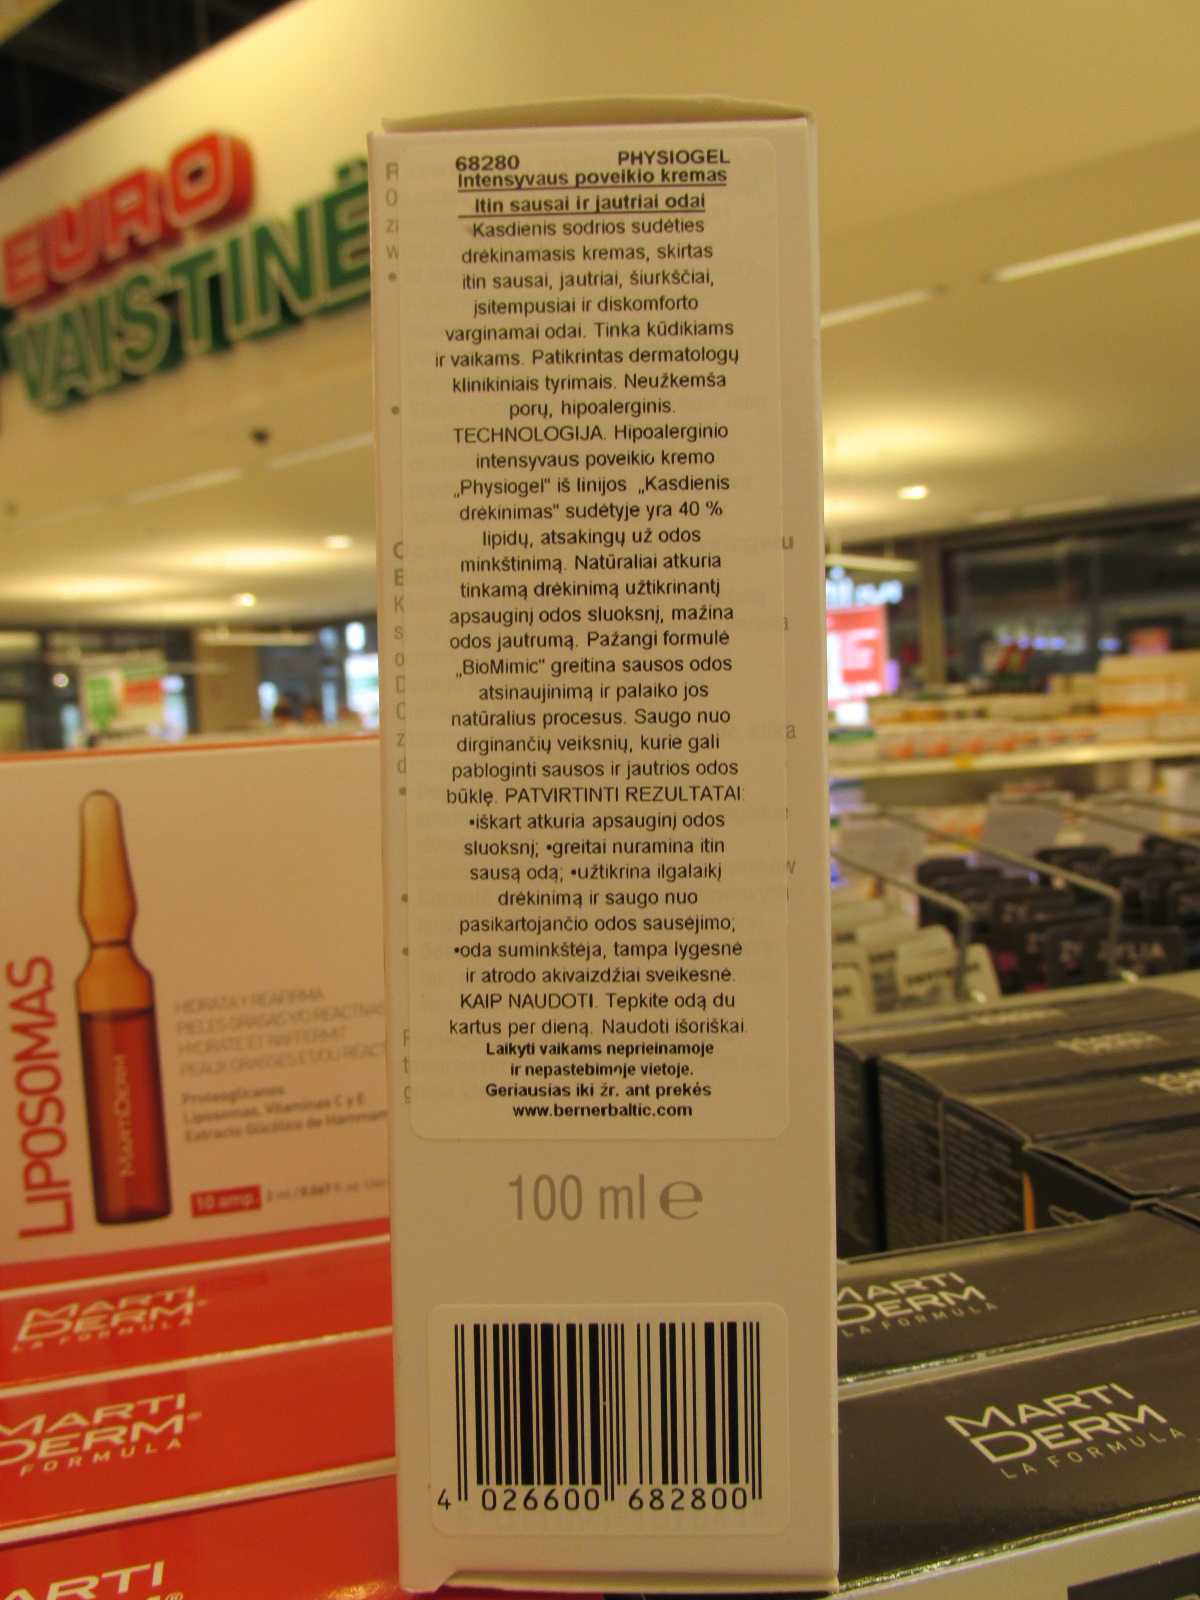 EURO
VAISTINĖ
68280 PHYSIOGEL
Intensyvaus poveikio kremas
Itin sausai ir jautriai odai
Kasdienis sodrios sudėties
drėkinamasis kremas, skirtas
itin sausai, jautriai, šiurkščiai,
įsitempusiai ir diskomforto
varginamai odai. Tinka kūdikiams
ir vaikams. Patikrintas dermatologų
klinikiniais tyrimais. Neužkemša
porų, hipoalerginis.
TECHNOLOGIJA. Hipoalerginio
intensyvaus poveikio kremo
„Physiogel“ iš linijos „Kasdienis
drėkinimas“ sudėtyje yra 40 %
lipidų, atsakingų už odos
minkštinimą. Natūraliai atkuria
tinkamą drėkinimą užtikrinantį
apsauginį odos sluoksnį, mažina
odos jautrumą. Pažangi formulė
„BioMimic“ greitina sausos odos
atsinaujinimą ir palaiko jos
natūralius procesus. Saugo nuo
dirginančių veiksnių, kurie gali
pabloginti sausos ir jautrios odos
būklę. PATVIRTINTI REZULTATAI:
•iškart atkuria apsauginį odos
sluoksnį; •greitai nuramina itin
sausą odą; •užtikrina ilgalaikį
drėkinimą ir saugo nuo
pasikartojančio odos sausėjimo;
•oda suminkštėja, tampa lygesnė
ir atrodo akivaizdžiai sveikesnė.
KAIP NAUDOTI. Tepkite odą du
kartus per dieną. Naudoti išoriškai.
Laikyti vaikams neprieinamoje
ir nepastebimoje vietoje.
Geriausias iki žr. ant prekės
www.bernerbaltic.com
100 ml e
4 026600 682800
LIPOSOMAS
MARTIDERM
HIDRATA Y REAFIRMA
PIELES GRASAS Y/O REACTIVAS
HYDRATE ET RAFFERMIT
PEAUX GRASSES ET/OU RÉACT
Proteoglicanos
Liposomas, Vitaminas C y E
Extracto Glicólico de Hamamel
10 amp.
MARTI
DERM®
LA FORMULA
MARTI
DERM®
LA FORMULA
ARTI
MARTI
DERM
LA FORMULA
MARTI
DERM
LA FORMULA